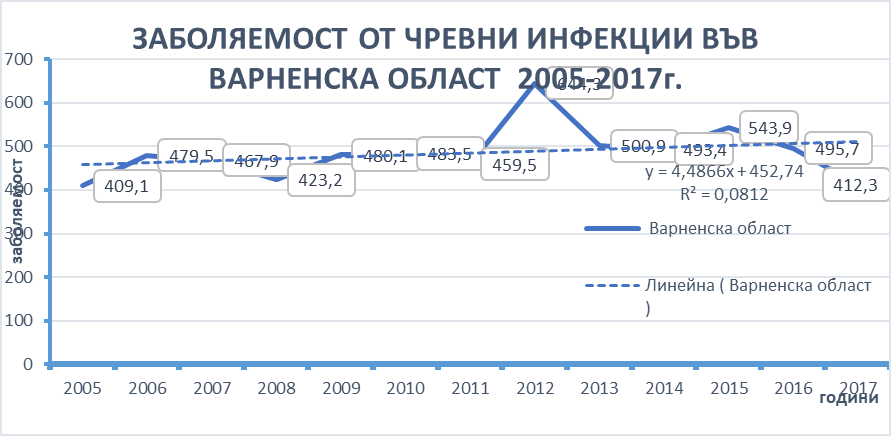 ЗАБОЛЯЕМОСТ ОТ ЧРЕВНИ ИНФЕКЦИИ ВЪВ
ВАРНЕНСКА ОБЛАСТ 2005-2017г.
700
600
500
400
300
200
100
0
заболяемост
409,1
479,5
467,9
423,2
480,1
483,5
459,5
644,3
500,9
493,4
543,9
495,7
412,3
y = 4,4866x + 452,74
R² = 0,0812
Варненска област
Линейна ( Варненска област
)
2005 2006 2007 2008 2009 2010 2011 2012 2013 2014 2015 2016 2017
години